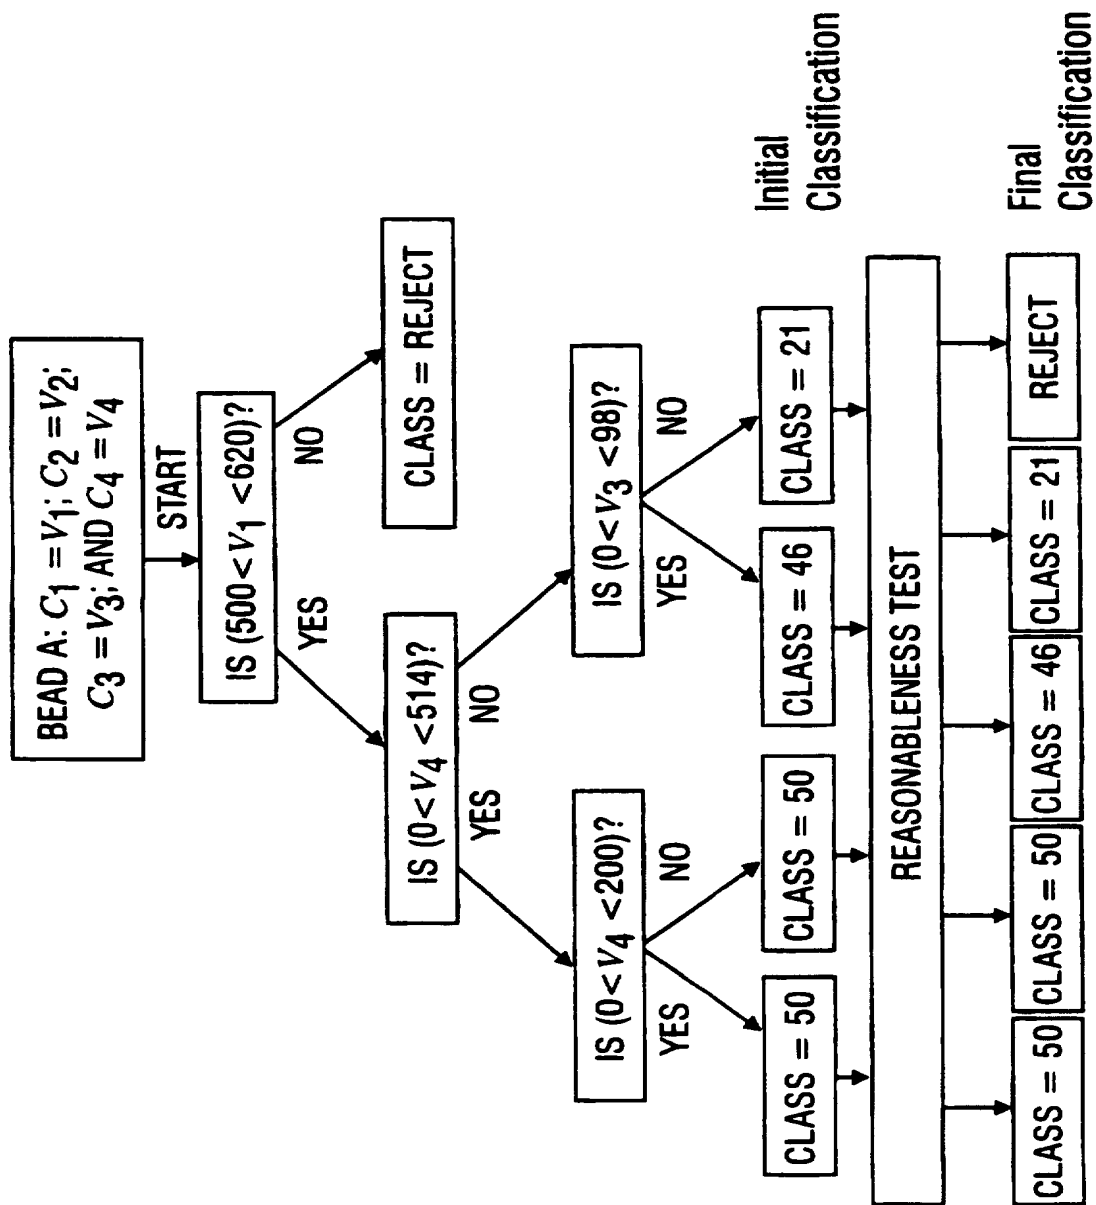 BEAD A: C1 = V1; C2 = V2;
C3 = V3; AND C4 = V4
START
IS (500 < V1 < 620)?
YES
NO
IS (0 < V4 < 514)?
CLASS = REJECT
YES
NO
IS (0 < V4 < 200)?
IS (0 < V3 < 98)?
YES
NO
YES
NO
Initial
Classification
CLASS = 50
CLASS = 50
CLASS = 46
CLASS = 21
REASONABLENESS TEST
Final
Classification
CLASS = 50
CLASS = 50
CLASS = 46
CLASS = 21
REJECT